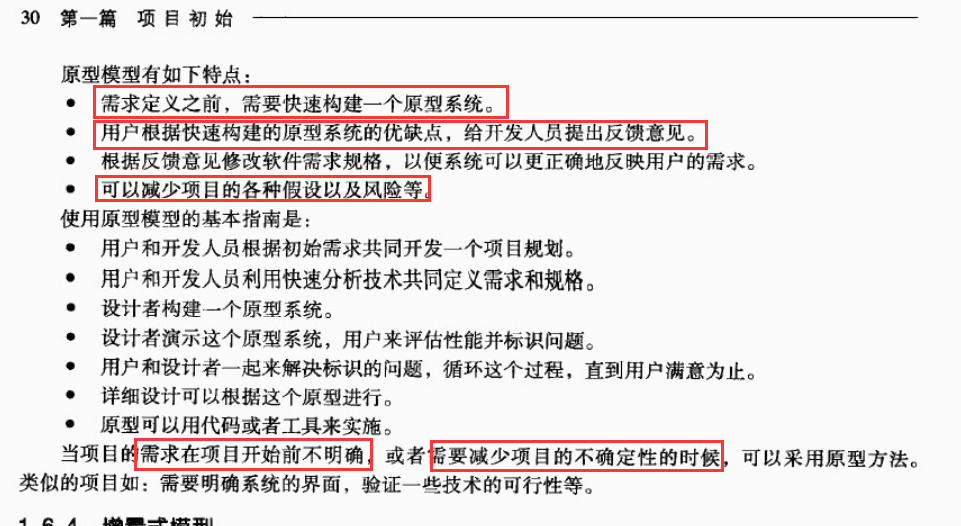 30 第一篇 项目初始
原型模型有如下特点：
• 需求定义之前，需要快速构建一个原型系统。
• 用户根据快速构建的原型系统的优缺点，给开发人员提出反馈意见。
• 根据反馈意见修改软件需求规格，以便系统可以更正确地反映用户的需求。
• 可以减少项目的各种假设以及风险等。
使用原型模型的基本指南是：
• 用户和开发人员根据初始需求共同开发一个项目规划。
• 用户和开发人员利用快速分析技术共同定义需求和规格。
• 设计者构建一个原型系统。
• 设计者演示这个原型系统，用户来评估性能并标识问题。
• 用户和设计者一起来解决标识的问题，循环这个过程，直到用户满意为止。
• 详细设计可以根据这个原型进行。
• 原型可以用代码或者工具来实施。
当项目的需求在项目开始前不明确，或者需要减少项目的不确定性的时候，可以采用原型方法。
类似的项目如：需要明确系统的界面，验证一些技术的可行性等。
1.6.4 增量式模型